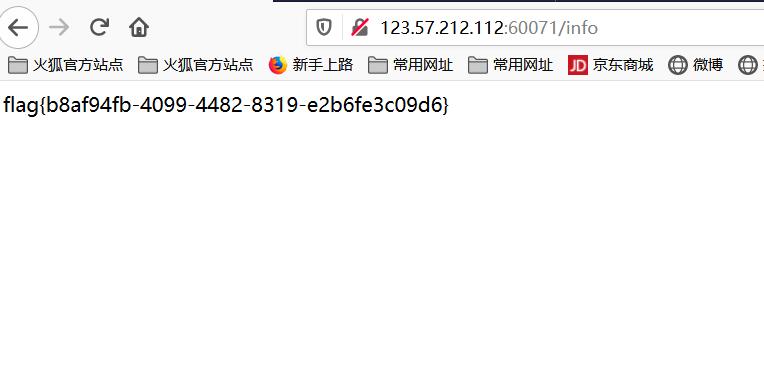 123.57.212.112:60071/info
火狐官方站点 火狐官方站点 新手上路 常用网址 常用网址 JD 京东商城 微博
flag{b8af94fb-4099-4482-8319-e2b6fe3c09d6}